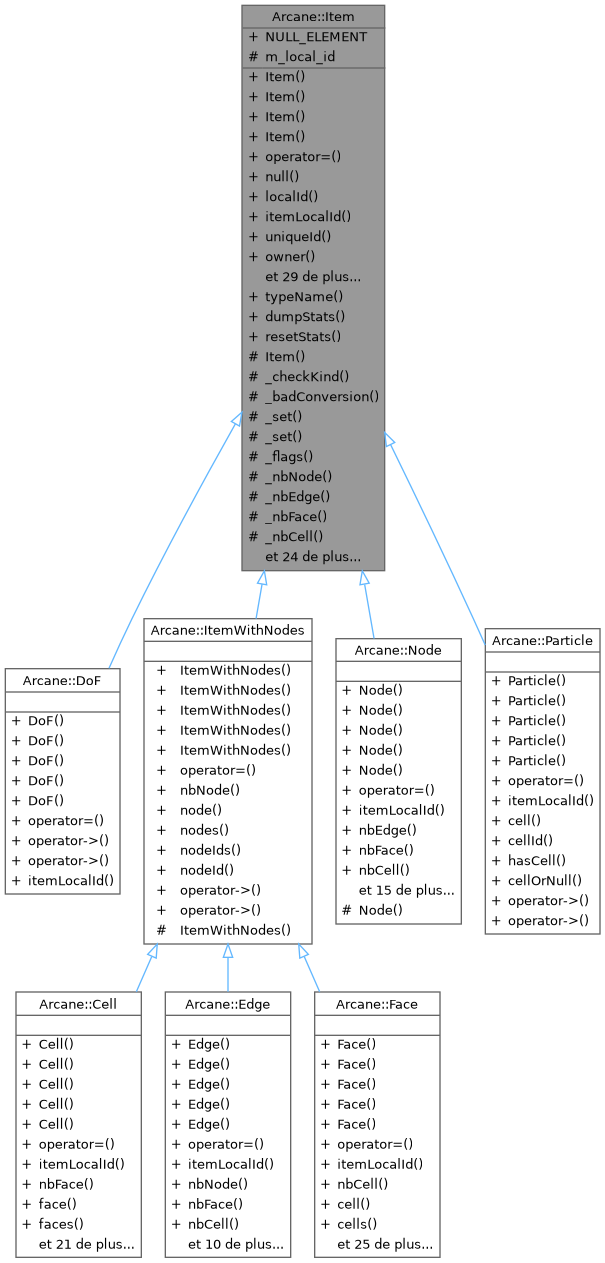 Arcane::Item
+ NULL_ELEMENT
# m_local_id
+ Item()
+ Item()
+ Item()
+ Item()
+ operator=()
+ null()
+ localId()
+ itemLocalId()
+ uniqueId()
+ owner()
et 29 de plus...
+ typeName()
+ dumpStats()
+ resetStats()
# Item()
# _checkKind()
# _badConversion()
# _set()
# _set()
# _flags()
# _nbNode()
# _nbEdge()
# _nbFace()
# _nbCell()
et 24 de plus...
Arcane::DoF
+ DoF()
+ DoF()
+ DoF()
+ DoF()
+ DoF()
+ operator=()
+ operator->()
+ operator->()
+ itemLocalId()
Arcane::ItemWithNodes
+ ItemWithNodes()
+ ItemWithNodes()
+ ItemWithNodes()
+ ItemWithNodes()
+ ItemWithNodes()
+ operator=()
+ nbNode()
+ node()
+ nodes()
+ nodeIds()
+ nodeId()
+ operator->()
+ operator->()
# ItemWithNodes()
Arcane::Node
+ Node()
+ Node()
+ Node()
+ Node()
+ Node()
+ operator=()
+ itemLocalId()
+ nbEdge()
+ nbFace()
+ nbCell()
et 15 de plus...
# Node()
Arcane::Particle
+ Particle()
+ Particle()
+ Particle()
+ Particle()
+ Particle()
+ operator=()
+ itemLocalId()
+ cell()
+ cellId()
+ hasCell()
+ cellOrNull()
+ operator->()
+ operator->()
Arcane::Cell
+ Cell()
+ Cell()
+ Cell()
+ Cell()
+ Cell()
+ operator=()
+ itemLocalId()
+ nbFace()
+ face()
+ faces()
et 21 de plus...
Arcane::Edge
+ Edge()
+ Edge()
+ Edge()
+ Edge()
+ Edge()
+ operator=()
+ itemLocalId()
+ nbNode()
+ nbFace()
+ nbCell()
et 10 de plus...
Arcane::Face
+ Face()
+ Face()
+ Face()
+ Face()
+ Face()
+ operator=()
+ itemLocalId()
+ nbCell()
+ cell()
+ cells()
et 25 de plus...